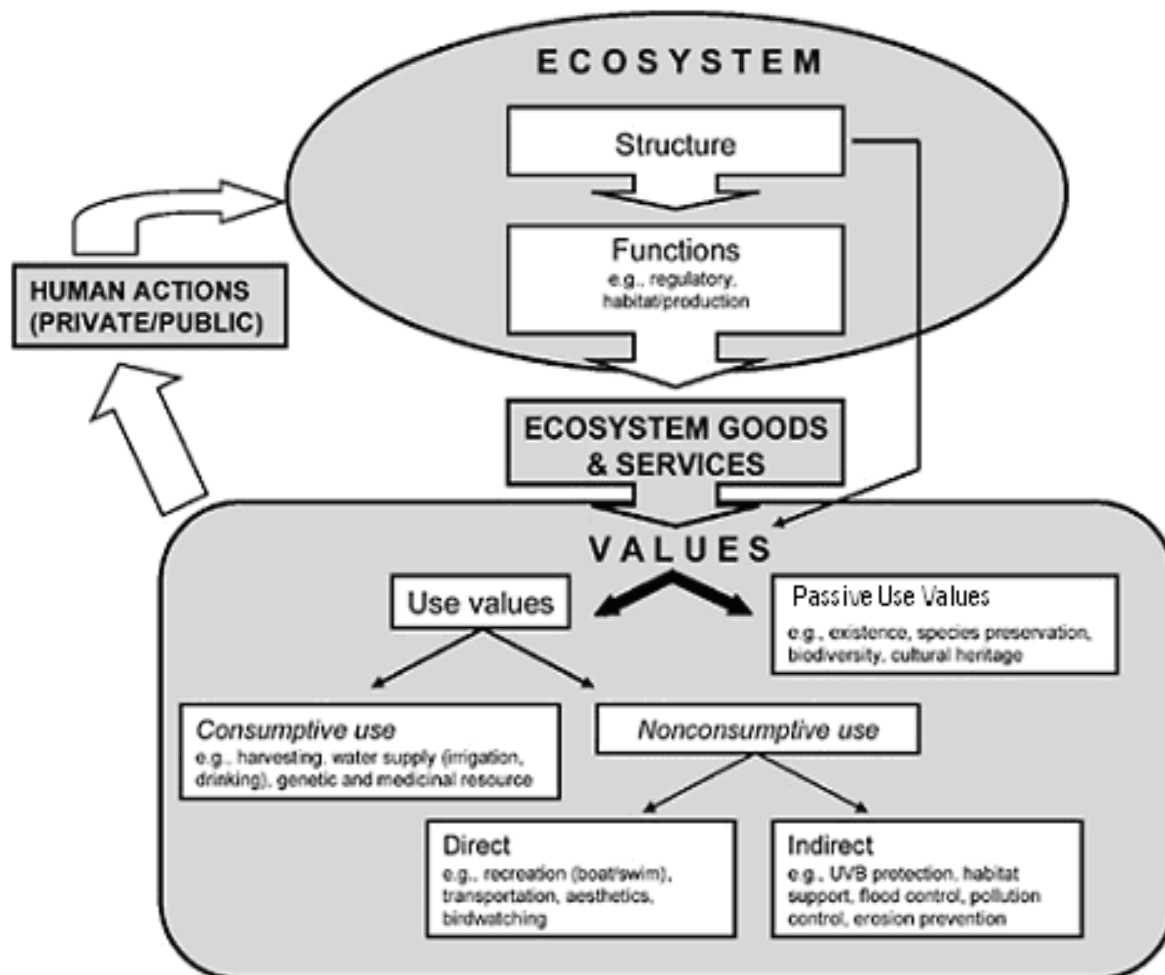 ECOSYSTEM
Structure
Functions
e.g., regulatory,
habitat/production
HUMAN ACTIONS
(PRIVATE/PUBLIC)
ECOSYSTEM GOODS
& SERVICES
VALUES
Use values
Passive Use Values
e.g., existence, species preservation,
biodiversity, cultural heritage
Consumptive use
e.g., harvesting, water supply (irrigation,
drinking), genetic and medicinal resource
Nonconsumptive use
Direct
e.g., recreation (boat/swim),
transportation, aesthetics,
birdwatching
Indirect
e.g., UVB protection, habitat
support, flood control, pollution
control, erosion prevention